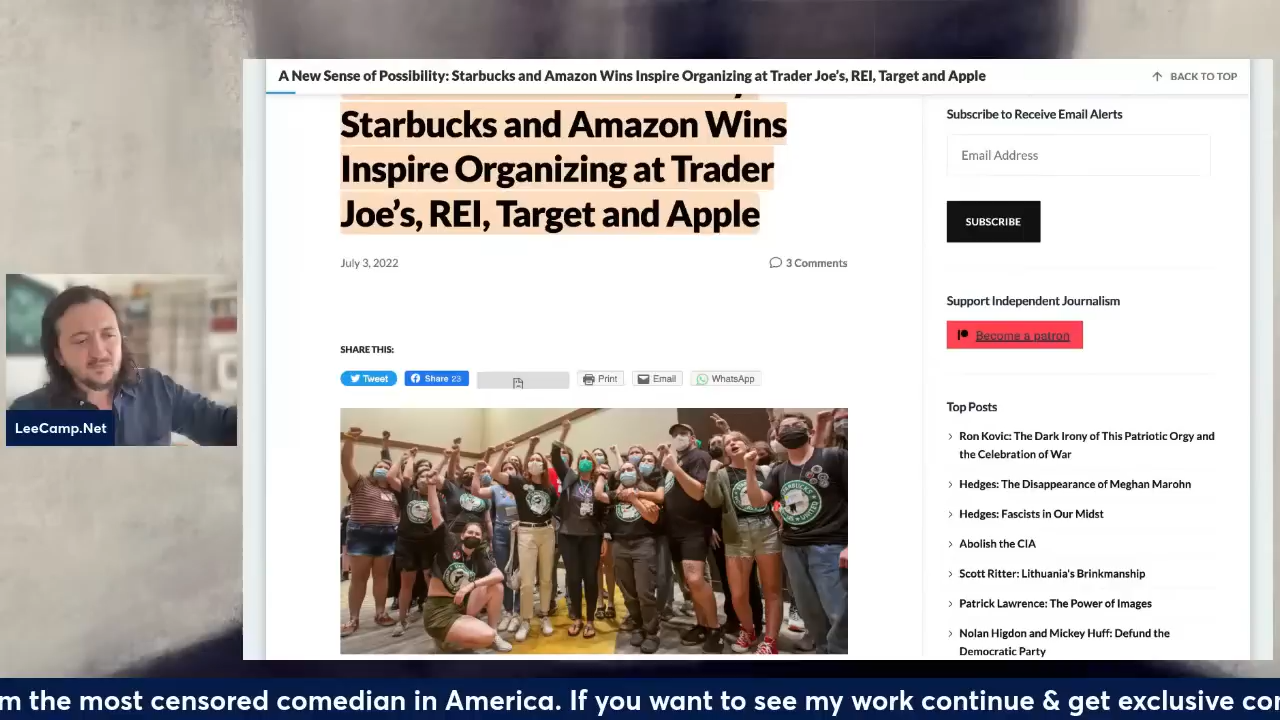 A New Sense of Possibility: Starbucks and Amazon Wins Inspire Organizing at Trader Joe's, REI, Target and Apple
BACK TO TOP
Starbucks and Amazon Wins
Inspire Organizing at Trader
Joe's, REI, Target and Apple
July 3, 2022
3 Comments
SHARE THIS:
Tweet
Share 23
Print
Email
WhatsApp
Subscribe to Receive Email Alerts
Email Address
SUBSCRIBE
Support Independent Journalism
Become a patron
Top Posts
Ron Kovic: The Dark Irony of This Patriotic Orgy and
the Celebration of War
Hedges: The Disappearance of Meghan Marohn
Hedges: Fascists in Our Midst
Abolish the CIA
Scott Ritter: Lithuania's Brinkmanship
Patrick Lawrence: The Power of Images
Nolan Higdon and Mickey Huff: Defund the
Democratic Party
LeeCamp.Net
m the most censored comedian in America. If you want to see my work continue & get exclusive co